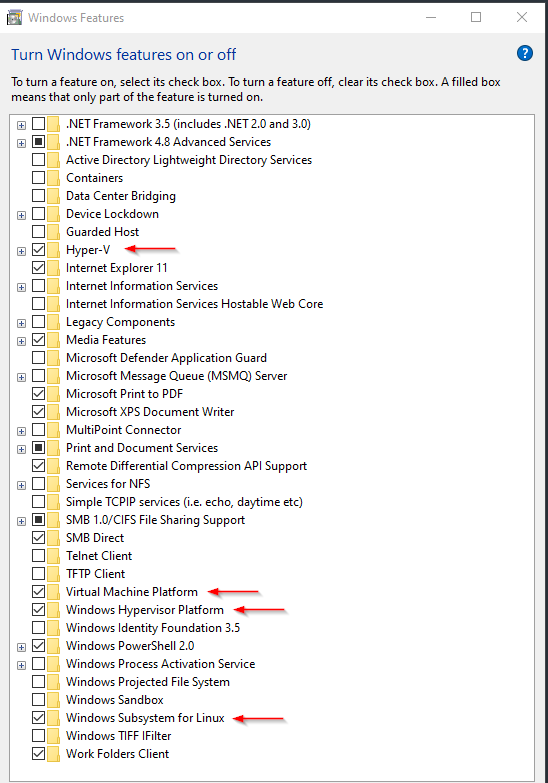 Windows Features
Turn Windows features on or off
?
To turn a feature on, select its check box. To turn a feature off, clear its check box. A filled box
means that only part of the feature is turned on.
.NET Framework 3.5 (includes .NET 2.0 and 3.0)
.NET Framework 4.8 Advanced Services
Active Directory Lightweight Directory Services
Containers
Data Center Bridging
Device Lockdown
Guarded Host
Hyper-V
Internet Explorer 11
Internet Information Services
Internet Information Services Hostable Web Core
Legacy Components
Media Features
Microsoft Defender Application Guard
Microsoft Message Queue (MSMQ) Server
Microsoft Print to PDF
Microsoft XPS Document Writer
MultiPoint Connector
Print and Document Services
Remote Differential Compression API Support
Services for NFS
Simple TCPIP services (i.e. echo, daytime etc)
SMB 1.0/CIFS File Sharing Support
SMB Direct
Telnet Client
TFTP Client
Virtual Machine Platform
Windows Hypervisor Platform
Windows Identity Foundation 3.5
Windows PowerShell 2.0
Windows Process Activation Service
Windows Projected File System
Windows Sandbox
Windows Subsystem for Linux
Windows TIFF IFilter
Work Folders Client